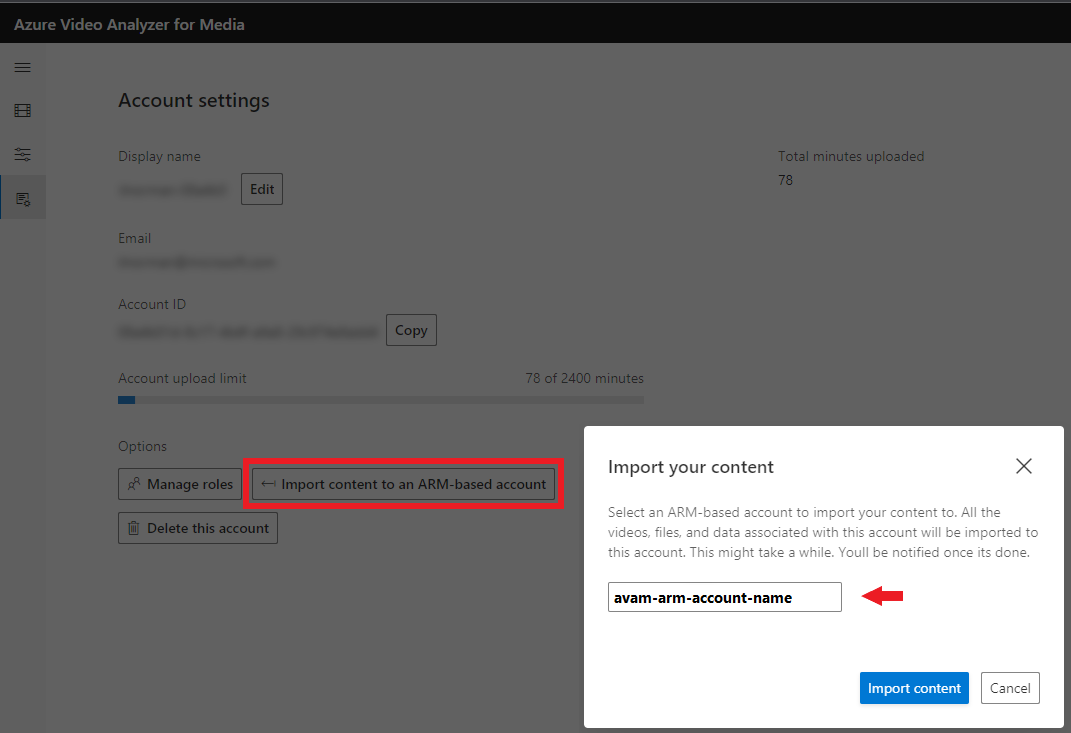 Azure Video Analyzer for Media
Account settings
Display name
Edit
Total minutes uploaded
78
Email
Account ID
Copy
Account upload limit
78 of 2400 minutes
Options
Manage roles
Import content to an ARM-based account
Delete this account
Import your content
Select an ARM-based account to import your content to. All the
videos, files, and data associated with this account will be imported to
this account. This might take a while. Youll be notified once its done.
avam-arm-account-name
Import content
Cancel